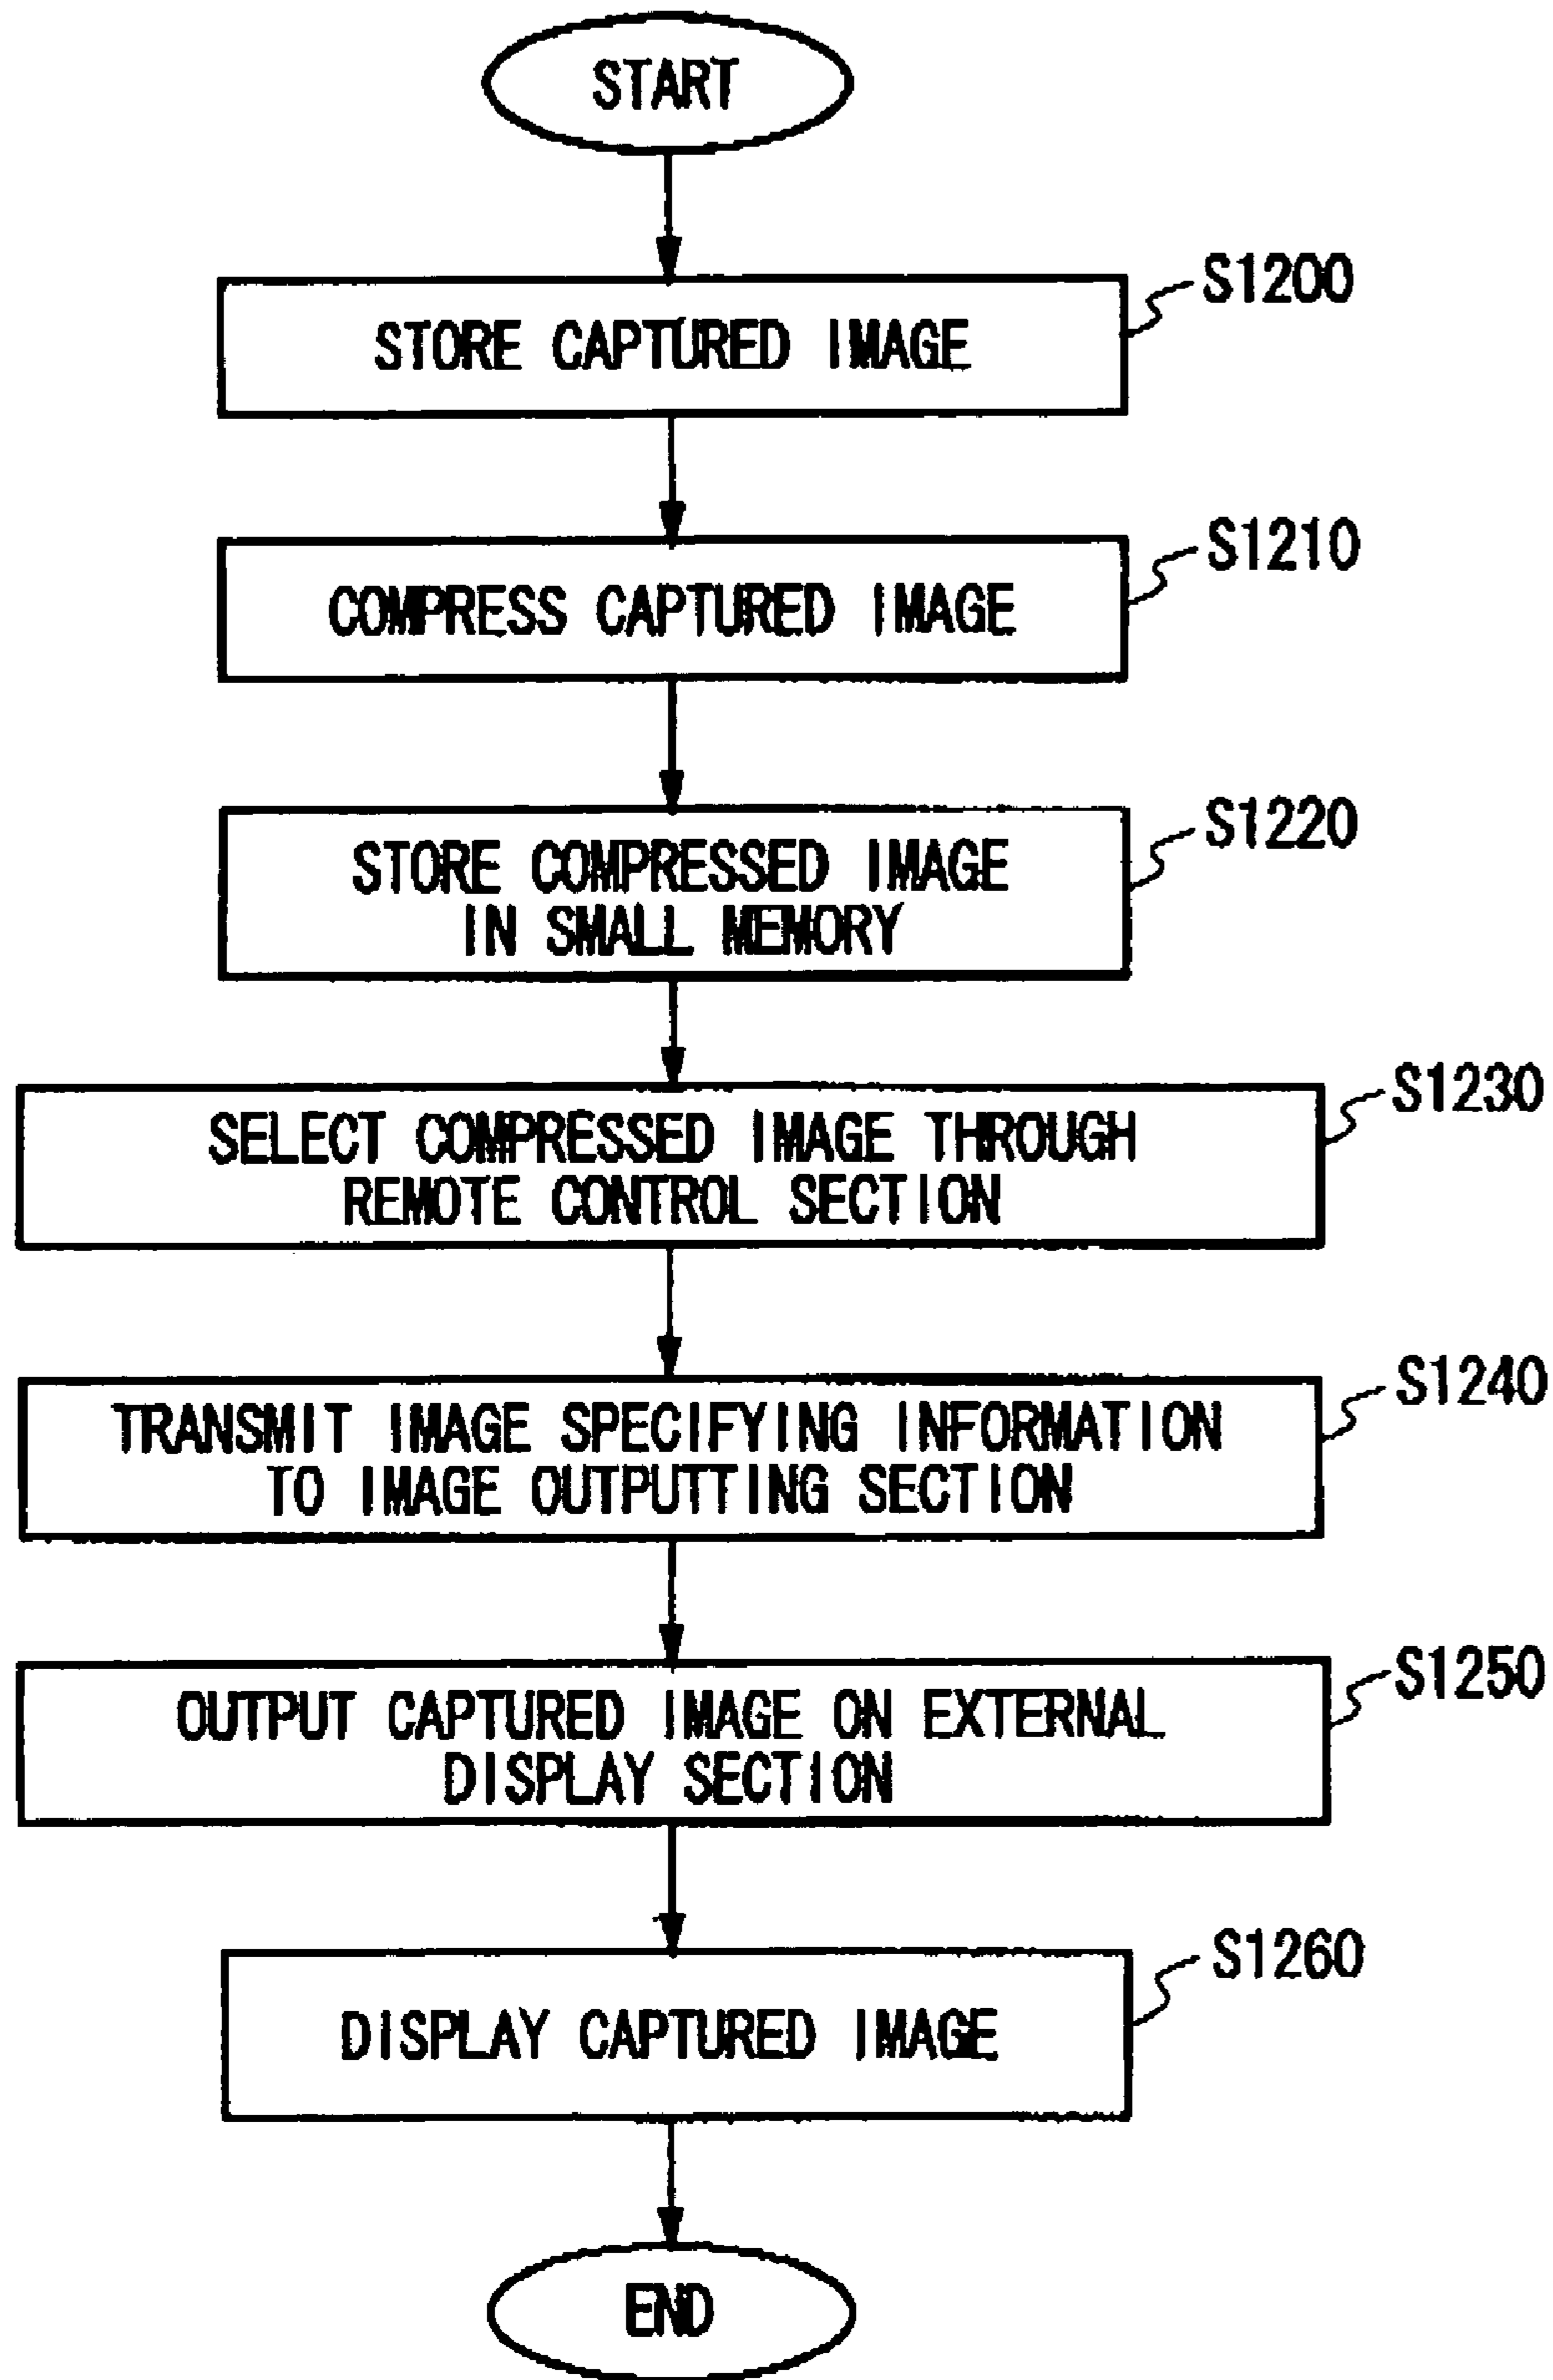 START
S1200
STORE CAPTURED IMAGE
S1210
COMPRESS CAPTURED IMAGE
S1220
STORE COMPRESSED IMAGE
IN SMALL MEMORY
S1230
SELECT COMPRESSED IMAGE THROUGH
REMOTE CONTROL SECTION
S1240
TRANSMIT IMAGE SPECIFYING INFORMATION
TO IMAGE OUTPUTTING SECTION
S1250
OUTPUT CAPTURED IMAGE ON EXTERNAL
DISPLAY SECTION
S1260
DISPLAY CAPTURED IMAGE
END